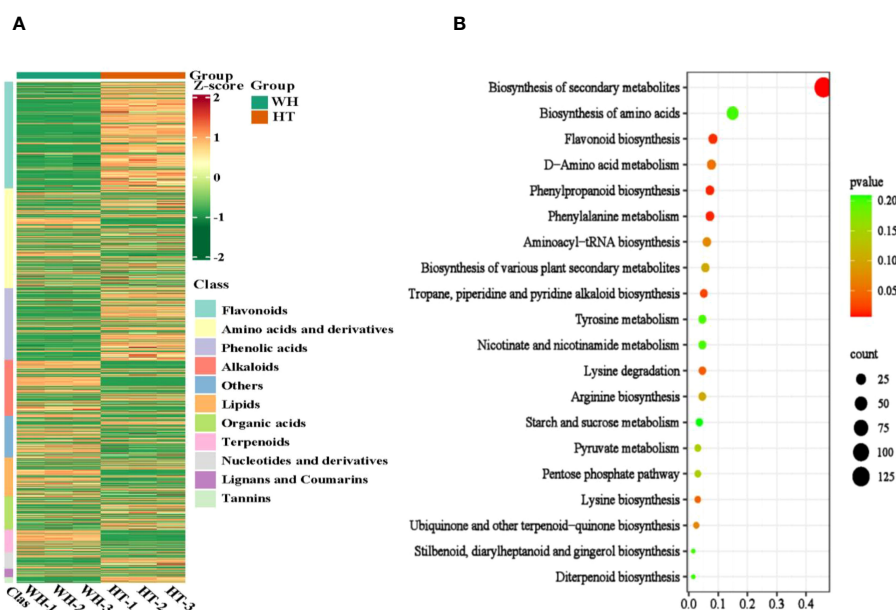 A
B
Group
Z-score
2
1
0
-1
-2
Group
WH
HT
Class
Flavonoids
Amino acids and derivatives
Phenolic acids
Alkaloids
Others
Lipids
Organic acids
Terpenoids
Nucleotides and derivatives
Lignans and Coumarins
Tannins
Clas
WH-1
WH-2
WH-3
HT-1
HT-2
HT-3
Biosynthesis of secondary metabolites
Biosynthesis of amino acids
Flavonoid biosynthesis
D-Amino acid metabolism
Phenylpropanoid biosynthesis
Phenylalanine metabolism
Aminoacyl-tRNA biosynthesis
Biosynthesis of various plant secondary metabolites
Tropane, piperidine and pyridine alkaloid biosynthesis
Tyrosine metabolism
Nicotinate and nicotinamide metabolism
Lysine degradation
Arginine biosynthesis
Starch and sucrose metabolism
Pyruvate metabolism
Pentose phosphate pathway
Lysine biosynthesis
Ubiquinone and other terpenoid-quinone biosynthesis
Stilbenoid, diarylheptanoid and gingerol biosynthesis
Diterpenoid biosynthesis
0.0 0.1 0.2 0.3 0.4
pvalue
0.20
0.15
0.10
0.05
count
25
50
75
100
125